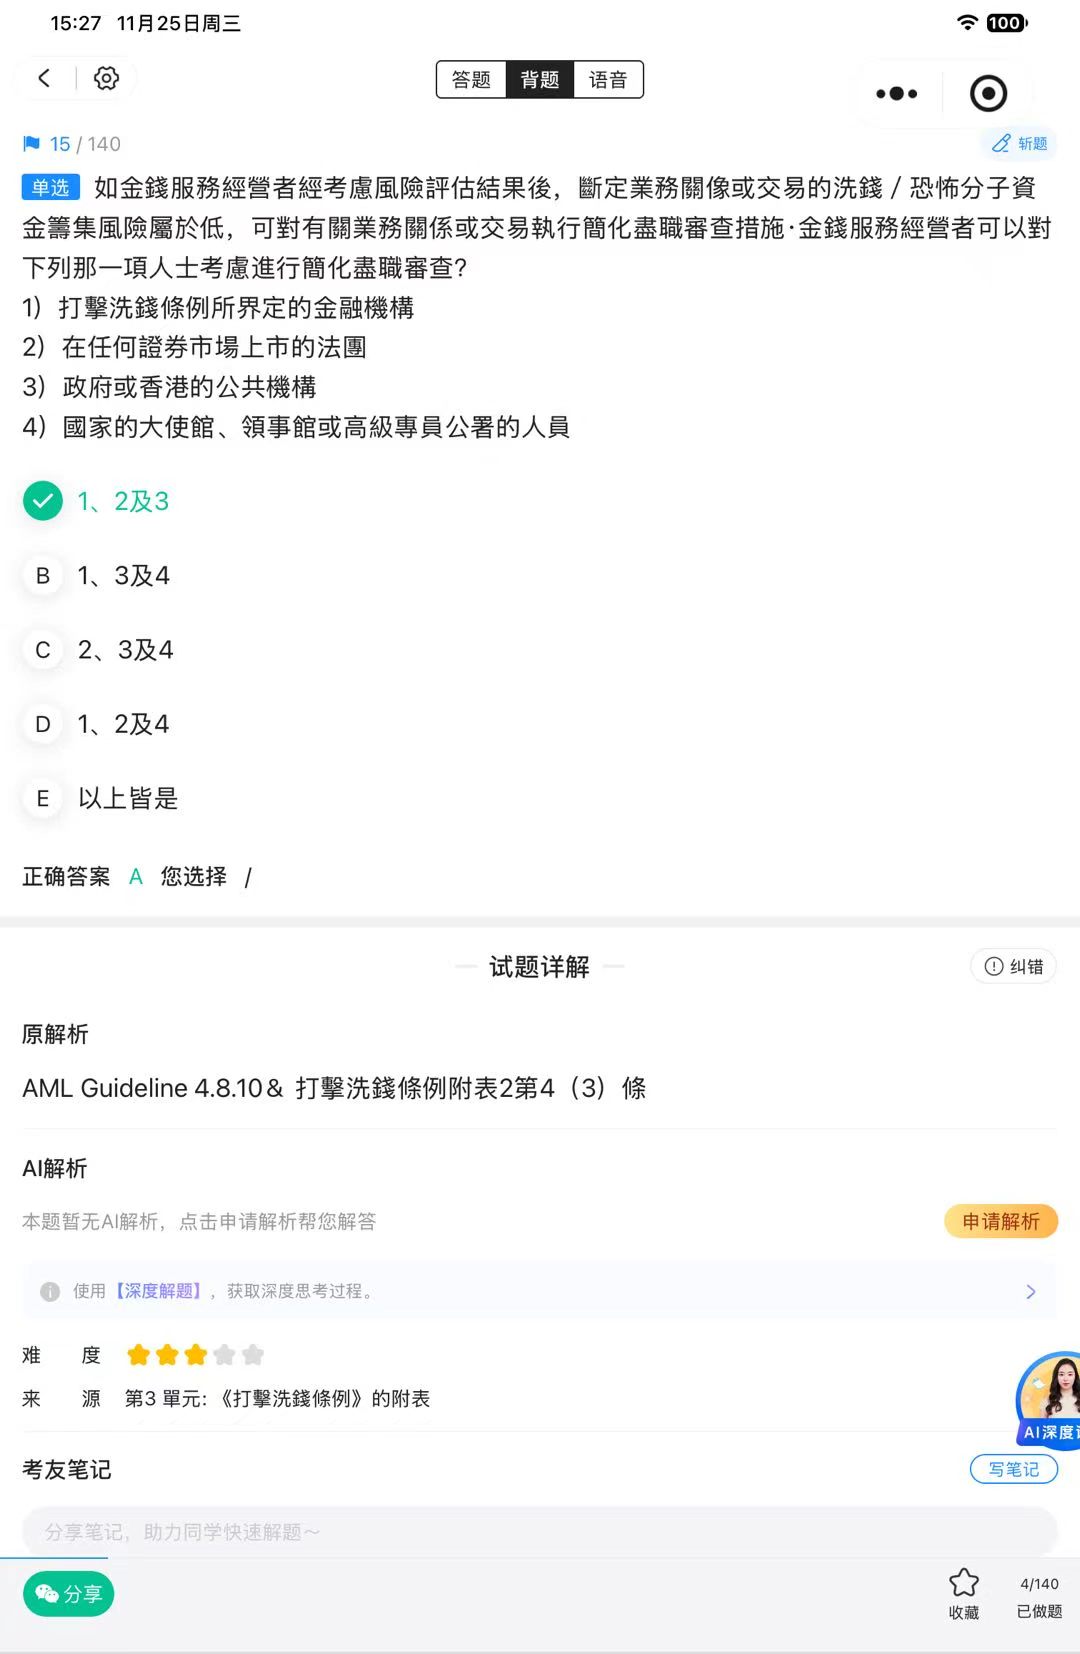 15:27 11月25日周三
100
答题 背题 语音
15 / 140
斩题
单选 如金錢服務經營者經考慮風險評估結果後，斷定業務關像或交易的洗錢 / 恐怖分子資
金籌集風險屬於低，可對有關業務關係或交易執行簡化盡職審查措施·金錢服務經營者可以對
下列那一項人士考慮進行簡化盡職審查?
1）打擊洗錢條例所界定的金融機構
2）在任何證券市場上市的法團
3）政府或香港的公共機構
4）國家的大使館、領事館或高級專員公署的人員
1、2及3
B 1、3及4
C 2、3及4
D 1、2及4
E 以上皆是
正确答案 A 您选择 /
试题详解
纠错
原解析
AML Guideline 4.8.10& 打擊洗錢條例附表2第4（3）條
AI解析
本题暂无AI解析，点击申请解析帮您解答
申请解析
使用【深度解题】，获取深度思考过程。
难 度
来 源 第3 單元:《打擊洗錢條例》的附表
AI深度
考友笔记
写笔记
分享笔记，助力同学快速解题～
分享
收藏
4/140
已做题